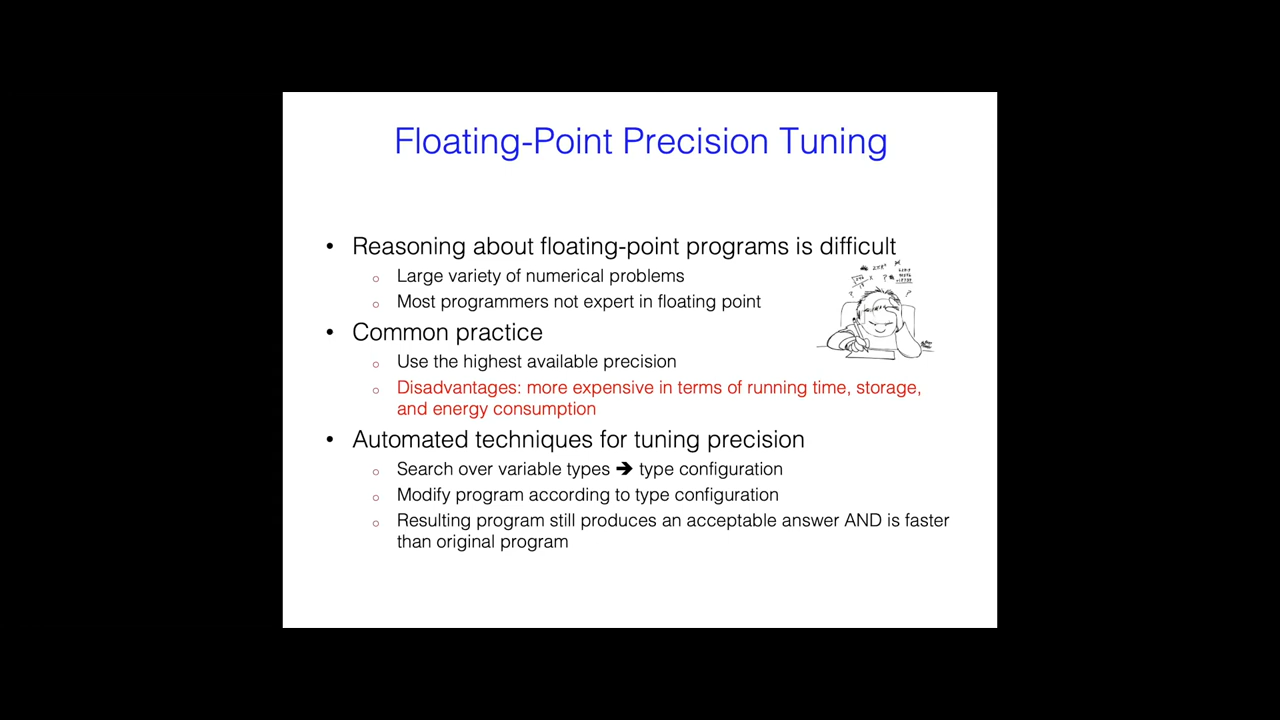 Floating-Point Precision Tuning
• Reasoning about floating-point programs is difficult
o Large variety of numerical problems
o Most programmers not expert in floating point
• Common practice
o Use the highest available precision
o Disadvantages: more expensive in terms of running time, storage,
and energy consumption
• Automated techniques for tuning precision
o Search over variable types ➔ type configuration
o Modify program according to type configuration
o Resulting program still produces an acceptable answer AND is faster
than original program